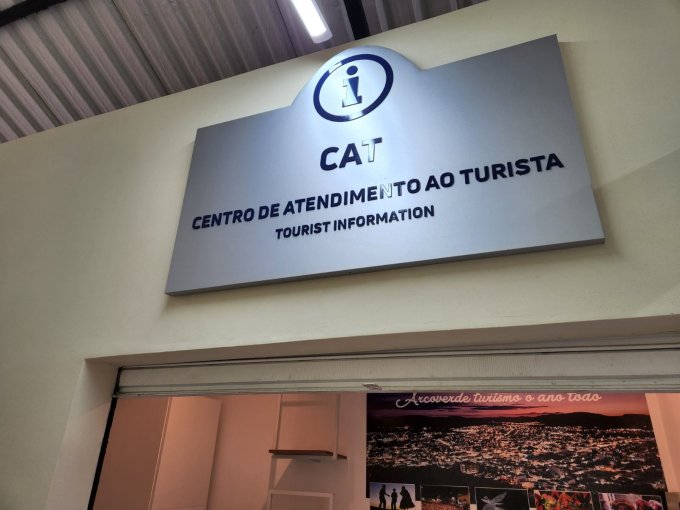 i
CAT
CENTRO DE ATENDIMENTO AO TURISTA
TOURIST INFORMATION
Arcoverde turismo o ano todo